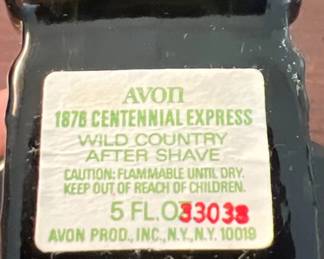 AVON
1876 CENTENNIAL EXPRESS
WILD COUNTRY
AFTER SHAVE
CAUTION: FLAMMABLE UNTIL DRY.
KEEP OUT OF REACH OF CHILDREN.
5 FL.OZ 33038
AVON PROD., INC., N.Y., N.Y. 10019